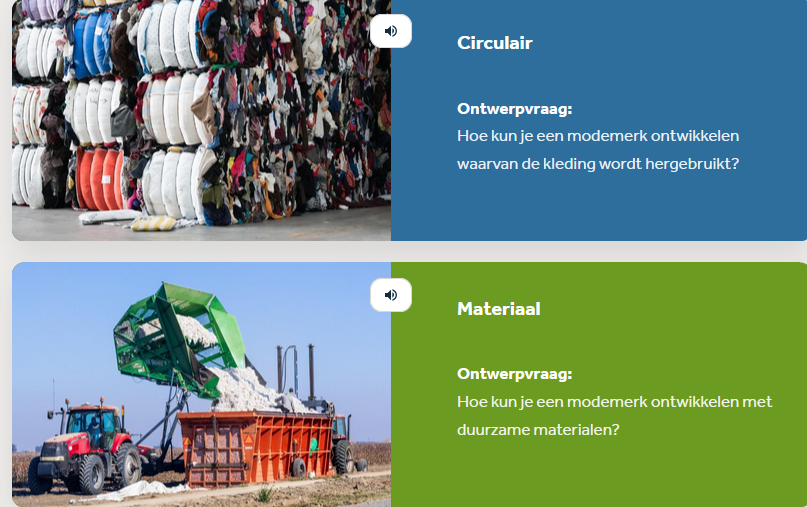 Circulair
Ontwerpvraag:
Hoe kun je een modemerk ontwikkelen
waarvan de kleding wordt hergebruikt?
Materiaal
Ontwerpvraag:
Hoe kun je een modemerk ontwikkelen met
duurzame materialen?